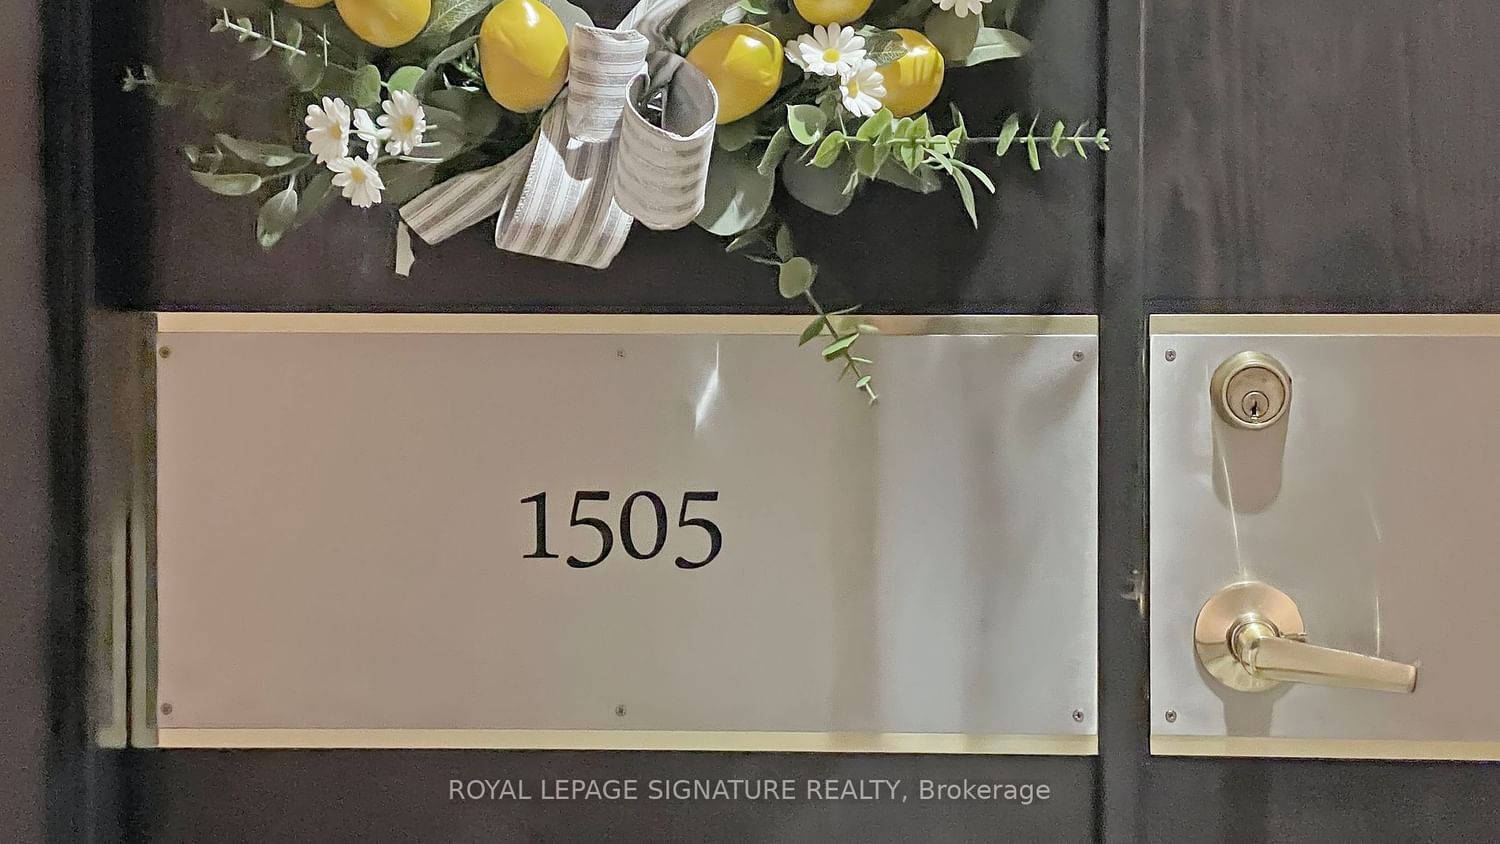 1505
ROYAL LEPAGE SIGNATURE REALTY, Brokerage